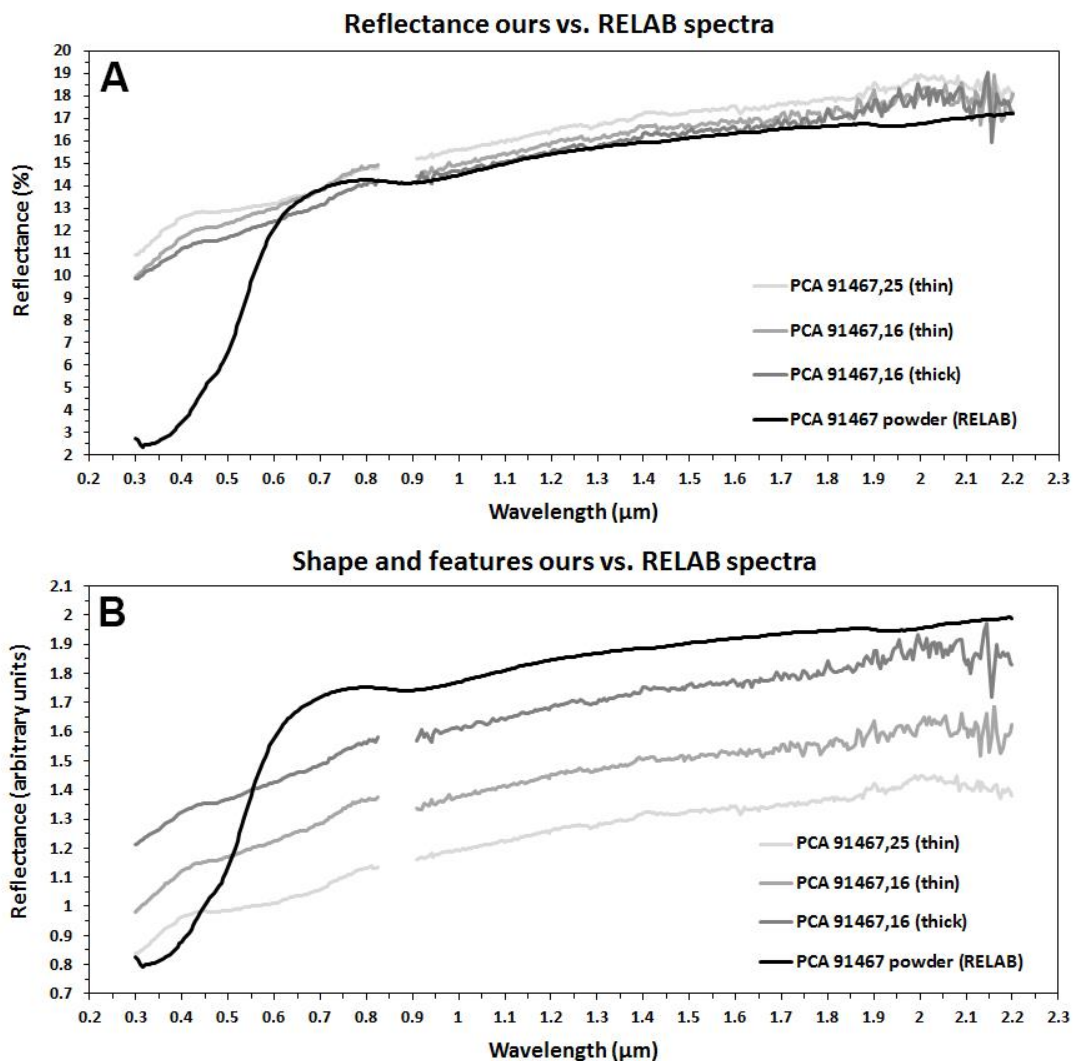 Reflectance ours vs. RELAB spectra
A
20
19
18
17
16
15
14
13
12
11
10
9
8
7
6
5
4
3
2
Reflectance (%)
PCA 91467,25 (thin)
PCA 91467,16 (thin)
PCA 91467,16 (thick)
PCA 91467 powder (RELAB)
0.2 0.3 0.4 0.5 0.6 0.7 0.8 0.9 1 1.1 1.2 1.3 1.4 1.5 1.6 1.7 1.8 1.9 2 2.1 2.2 2.3
Wavelength (μm)
Shape and features ours vs. RELAB spectra
B
2.1
2
1.9
1.8
1.7
1.6
1.5
1.4
1.3
1.2
1.1
1
0.9
0.8
0.7
Reflectance (arbitrary units)
PCA 91467,25 (thin)
PCA 91467,16 (thin)
PCA 91467,16 (thick)
PCA 91467 powder (RELAB)
0.2 0.3 0.4 0.5 0.6 0.7 0.8 0.9 1 1.1 1.2 1.3 1.4 1.5 1.6 1.7 1.8 1.9 2 2.1 2.2 2.3
Wavelength (μm)